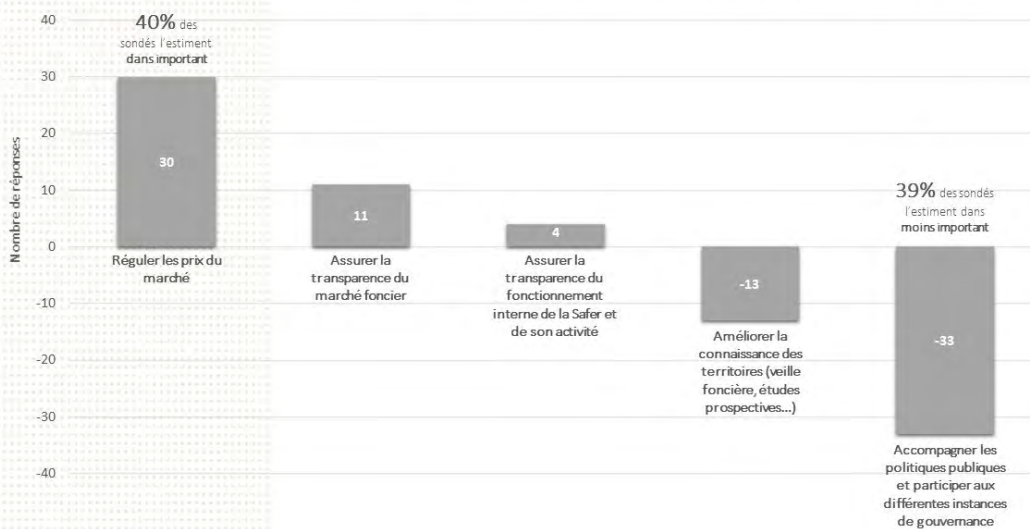 40
30
20
10
0
-10
-20
-30
-40
Nombre de réponses
40% des
sondés l'estiment
dans important
30
Réguler les prix du
marché
11
Assurer la
transparence du
marché foncier
4
Assurer la
transparence du
fonctionnement
interne de la Safer et
de son activité
-13
Améliorer la
connaissance des
territoires (veille
foncière, études
prospectives...)
39% des sondés
l'estiment dans
moins important
-33
Accompagner les
politiques publiques
et participer aux
différentes instances
de gouvernance